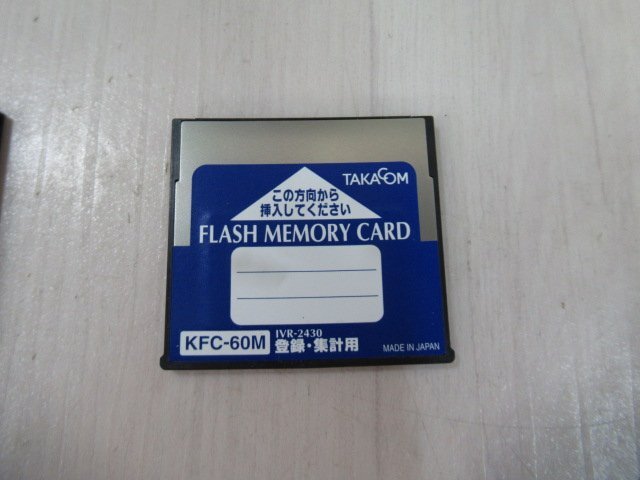 TAKACOM
この方向から
挿入してください
FLASH MEMORY CARD
KFC-60M
IVR-2430
登録・集計用
MADE IN JAPAN